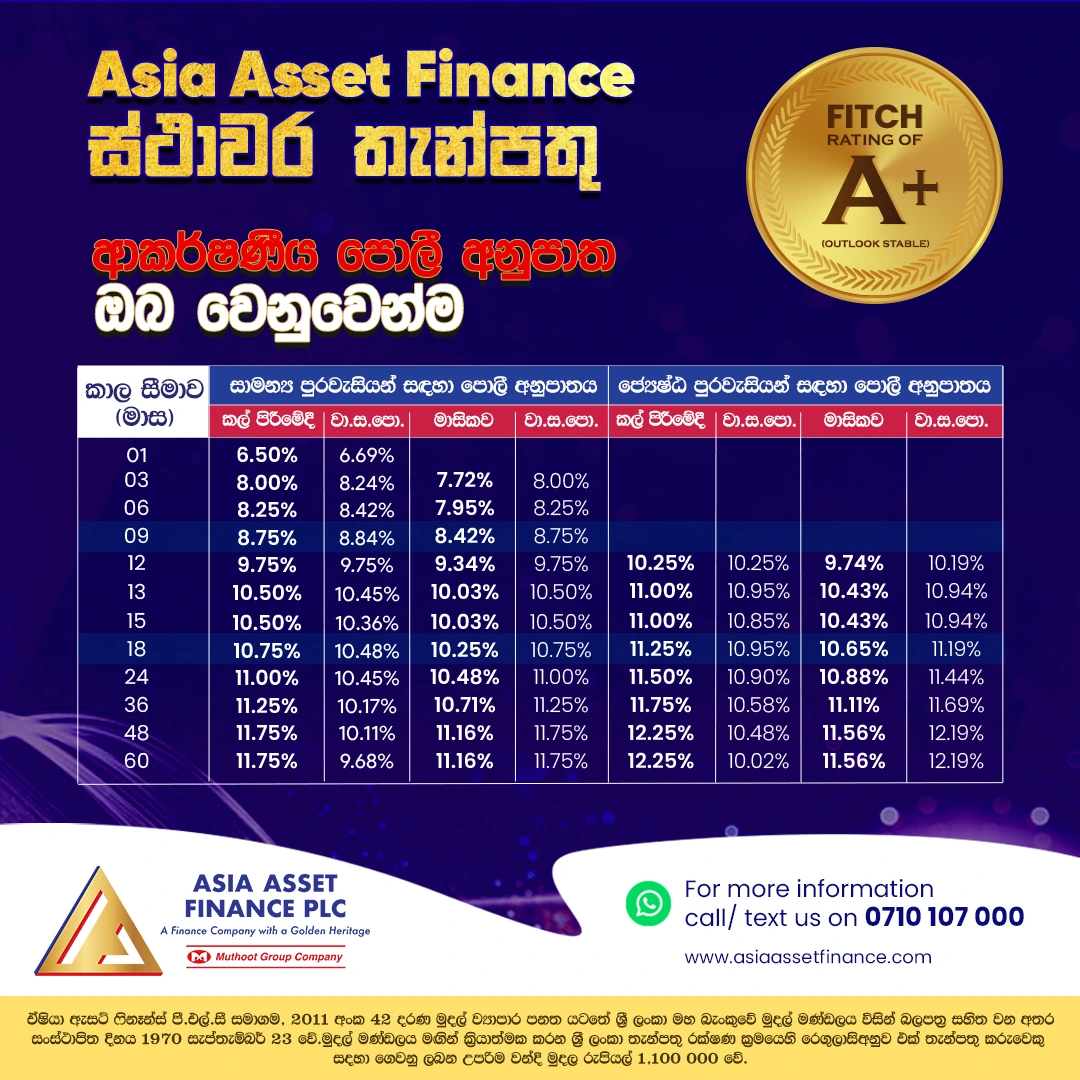 Asia Asset Finance
ස්ථාවර තැන්පතු
FITCH
RATING OF
A+
(OUTLOOK STABLE)
ආකර්ෂණීය පොලී අනුපාත
ඔබ වෙනුවෙන්ම
කාල සීමාව (මාස) සාමන්‍ය පුරවැසියන් සඳහා පොලී අනුපාතය ජ්‍යෙෂ්ඨ පුරවැසියන් සඳහා පොලී අනුපාතය
කල් පිරීමේදී වා.ස.පො. මාසිකව වා.ස.පො. කල් පිරීමේදී වා.ස.පො. මාසිකව වා.ස.පො.
01 6.50% 6.69%
03 8.00% 8.24% 7.72% 8.00%
06 8.25% 8.42% 7.95% 8.25%
09 8.75% 8.84% 8.42% 8.75%
12 9.75% 9.75% 9.34% 9.75% 10.25% 10.25% 9.74% 10.19%
13 10.50% 10.45% 10.03% 10.50% 11.00% 10.95% 10.43% 10.94%
15 10.50% 10.36% 10.03% 10.50% 11.00% 10.85% 10.43% 10.94%
18 10.75% 10.48% 10.25% 10.75% 11.25% 10.95% 10.65% 11.19%
24 11.00% 10.45% 10.48% 11.00% 11.50% 10.90% 10.88% 11.44%
36 11.25% 10.17% 10.71% 11.25% 11.75% 10.58% 11.11% 11.69%
48 11.75% 10.11% 11.16% 11.75% 12.25% 10.48% 11.56% 12.19%
60 11.75% 9.68% 11.16% 11.75% 12.25% 10.02% 11.56% 12.19%
ASIA ASSET
FINANCE PLC
A Finance Company with a Golden Heritage
Muthoot Group Company
For more information
call/ text us on 0710 107 000
www.asiaassetfinance.com
ඒෂියා ඇසට් ෆිනෑන්ස් පී.එල්.සී සමාගම, 2011 අංක 42 දරණ මුදල් ව්‍යාපාර පනත යටතේ ශ්‍රී ලංකා මහ බැංකුවේ මුදල් මණ්ඩලය විසින් බලපත්‍ර සහිත වන අතර
සංස්ථාපිත දිනය 1970 සැප්තැම්බර් 23 වේ.මුදල් මණ්ඩලය මඟින් ක්‍රියාත්මක කරන ශ්‍රී ලංකා තැන්පතු රක්ෂණ ක්‍රමයෙහි රෙගුලාසිඅනුව එක් තැන්පතු කරුවෙකු
සඳහා ගෙවනු ලබන උපරිම වන්දි මුදල රුපියල් 1,100 000 වේ.